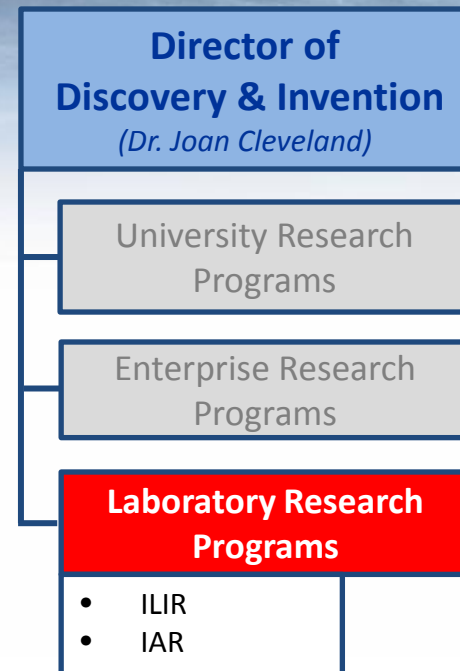 Director of
Discovery & Invention
(Dr. Joan Cleveland)
University Research
Programs
Enterprise Research
Programs
Laboratory Research
Programs
• ILIR
• IAR